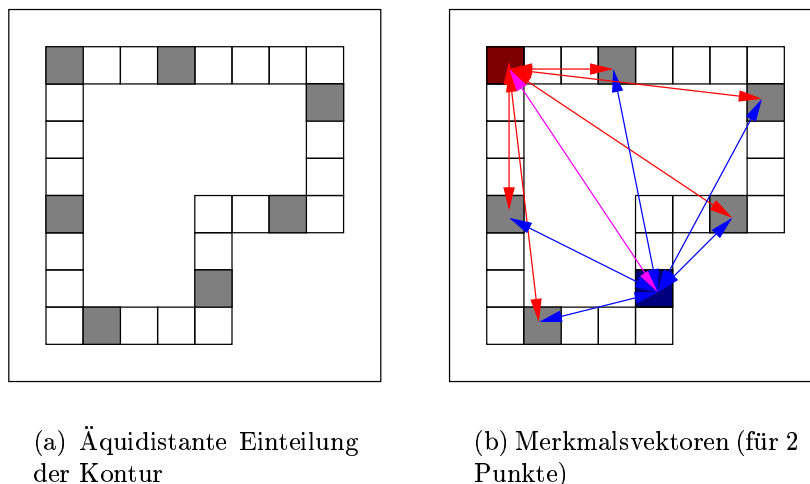 (a) Äquidistante Einteilung
der Kontur
(b) Merkmalsvektoren (für 2
Punkte)